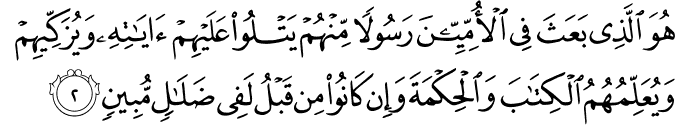 هُوَ ٱلَّذِى بَعَثَ فِى ٱلْأُمِّيِّـۧنَ رَسُولًا مِّنْهُمْ يَتْلُوا۟ عَلَيْهِمْ ءَايَـٰتِهِۦ وَيُزَكِّيهِمْ
وَيُعَلِّمُهُمُ ٱلْكِتَـٰبَ وَٱلْحِكْمَةَ وَإِن كَانُوا۟ مِن قَبْلُ لَفِى ضَلَـٰلٍ مُّبِينٍ ٢